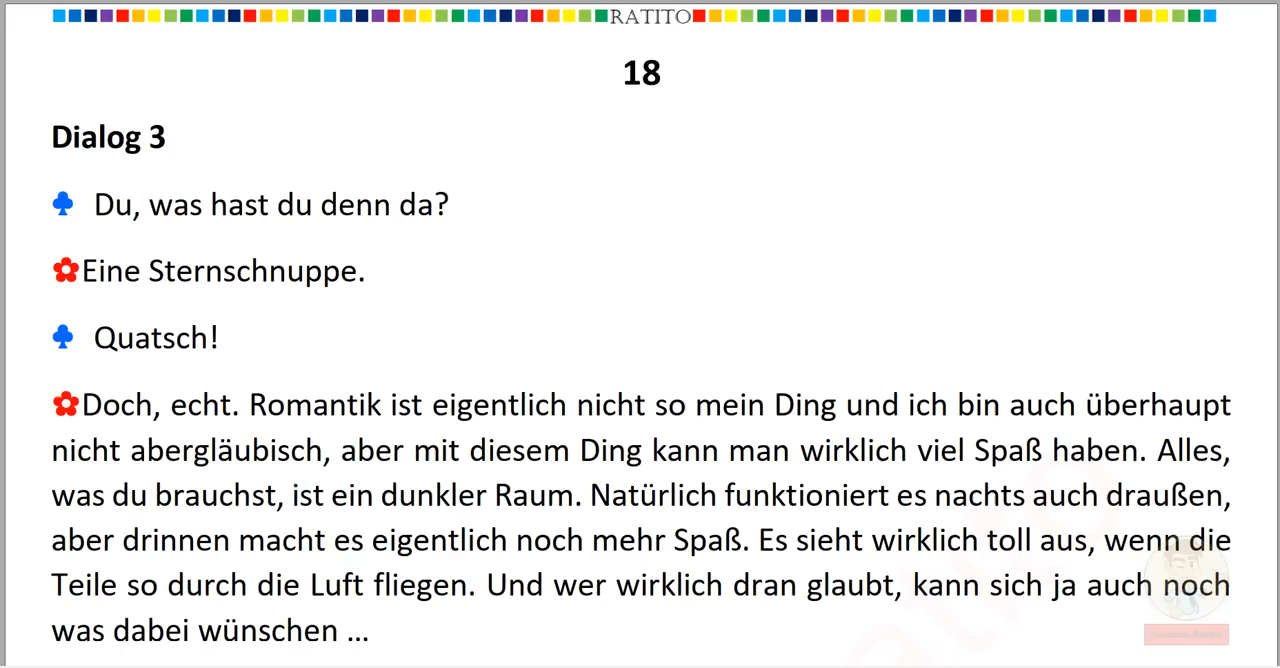 RATITO
18
Dialog 3
Du, was hast du denn da?
Eine Sternschnuppe.
Quatsch!
Doch, echt. Romantik ist eigentlich nicht so mein Ding und ich bin auch überhaupt
nicht abergläubisch, aber mit diesem Ding kann man wirklich viel Spaß haben. Alles,
was du brauchst, ist ein dunkler Raum. Natürlich funktioniert es nachts auch draußen,
aber drinnen macht es eigentlich noch mehr Spaß. Es sieht wirklich toll aus, wenn die
Teile so durch die Luft fliegen. Und wer wirklich dran glaubt, kann sich ja auch noch
was dabei wünschen ...